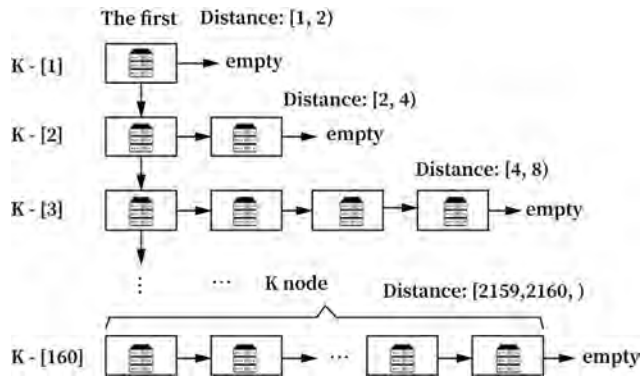 The first Distance: [1, 2)
K - [1] empty
Distance: [2, 4)
K - [2] empty
Distance: [4, 8)
K - [3] empty
⋮ ··· K node Distance: [2159,2160, )
K - [160] ··· empty